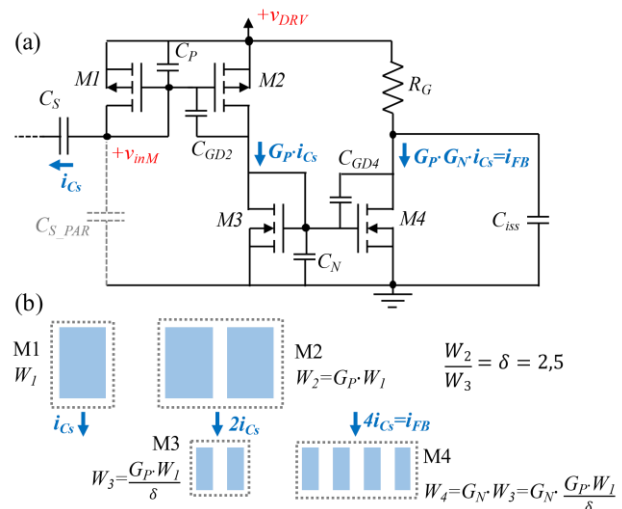 (a)
+v_DRV
C_P
M1
M2
R_G
C_S
C_GD2
+v_inM
G_P·i_Cs
C_GD4
G_P·G_N·i_Cs=i_FB
i_Cs
C_S_PAR
M3
M4
C_iss
C_N
(b)
M1
W_1
M2
W_2=G_P·W_1
W_2/W_3 = δ = 2,5
i_Cs
2i_Cs
4i_Cs=i_FB
M3
W_3=G_P·W_1/δ
M4
W_4=G_N·W_3=G_N·G_P·W_1/δ